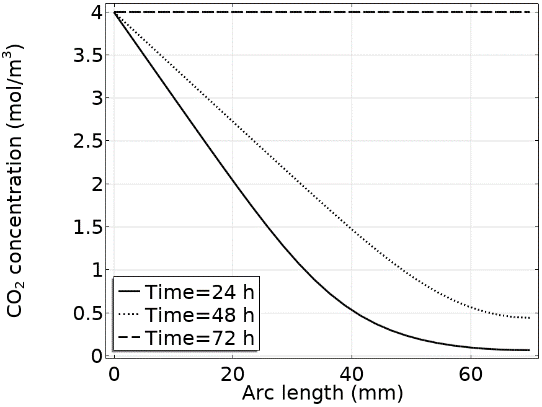 CO₂ concentration (mol/m³)
4
3.5
3
2.5
2
1.5
1
0.5
0
Time=24 h
Time=48 h
Time=72 h
0 20 40 60
Arc length (mm)